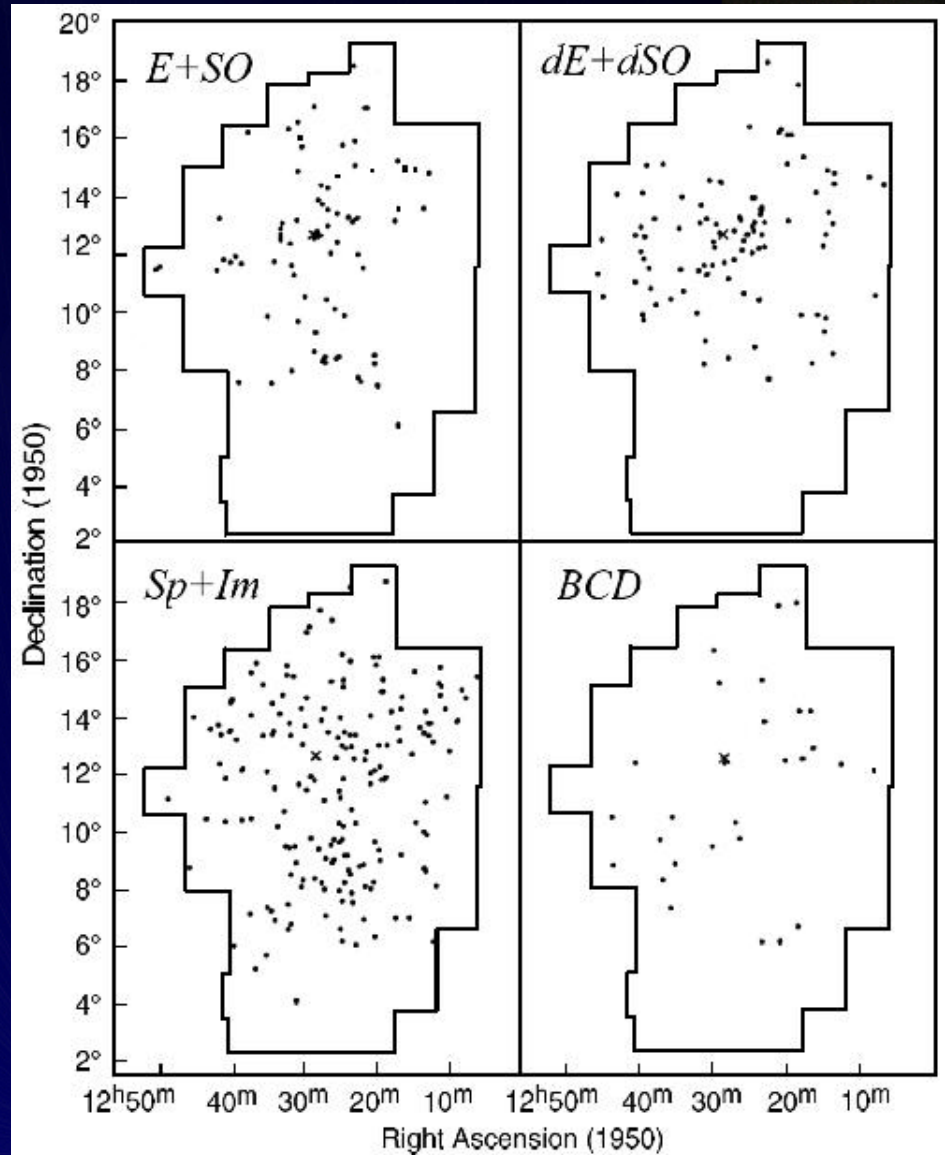 20°
E+SO
dE+dSO
18°
16°
14°
12°
10°
8°
6°
4°
2°
Sp+Im
BCD
18°
16°
14°
12°
10°
8°
6°
4°
2°
12h50m 40m 30m 20m 10m 12h50m 40m 30m 20m 10m
Right Ascension (1950)
Declination (1950)